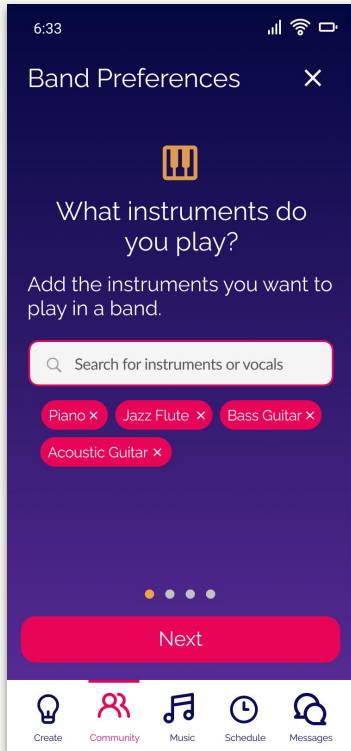 6:33
Band Preferences
What instruments do
you play?
Add the instruments you want to
play in a band.
Search for instruments or vocals
Piano × Jazz Flute × Bass Guitar ×
Acoustic Guitar ×
Next
Create Community Music Schedule Messages